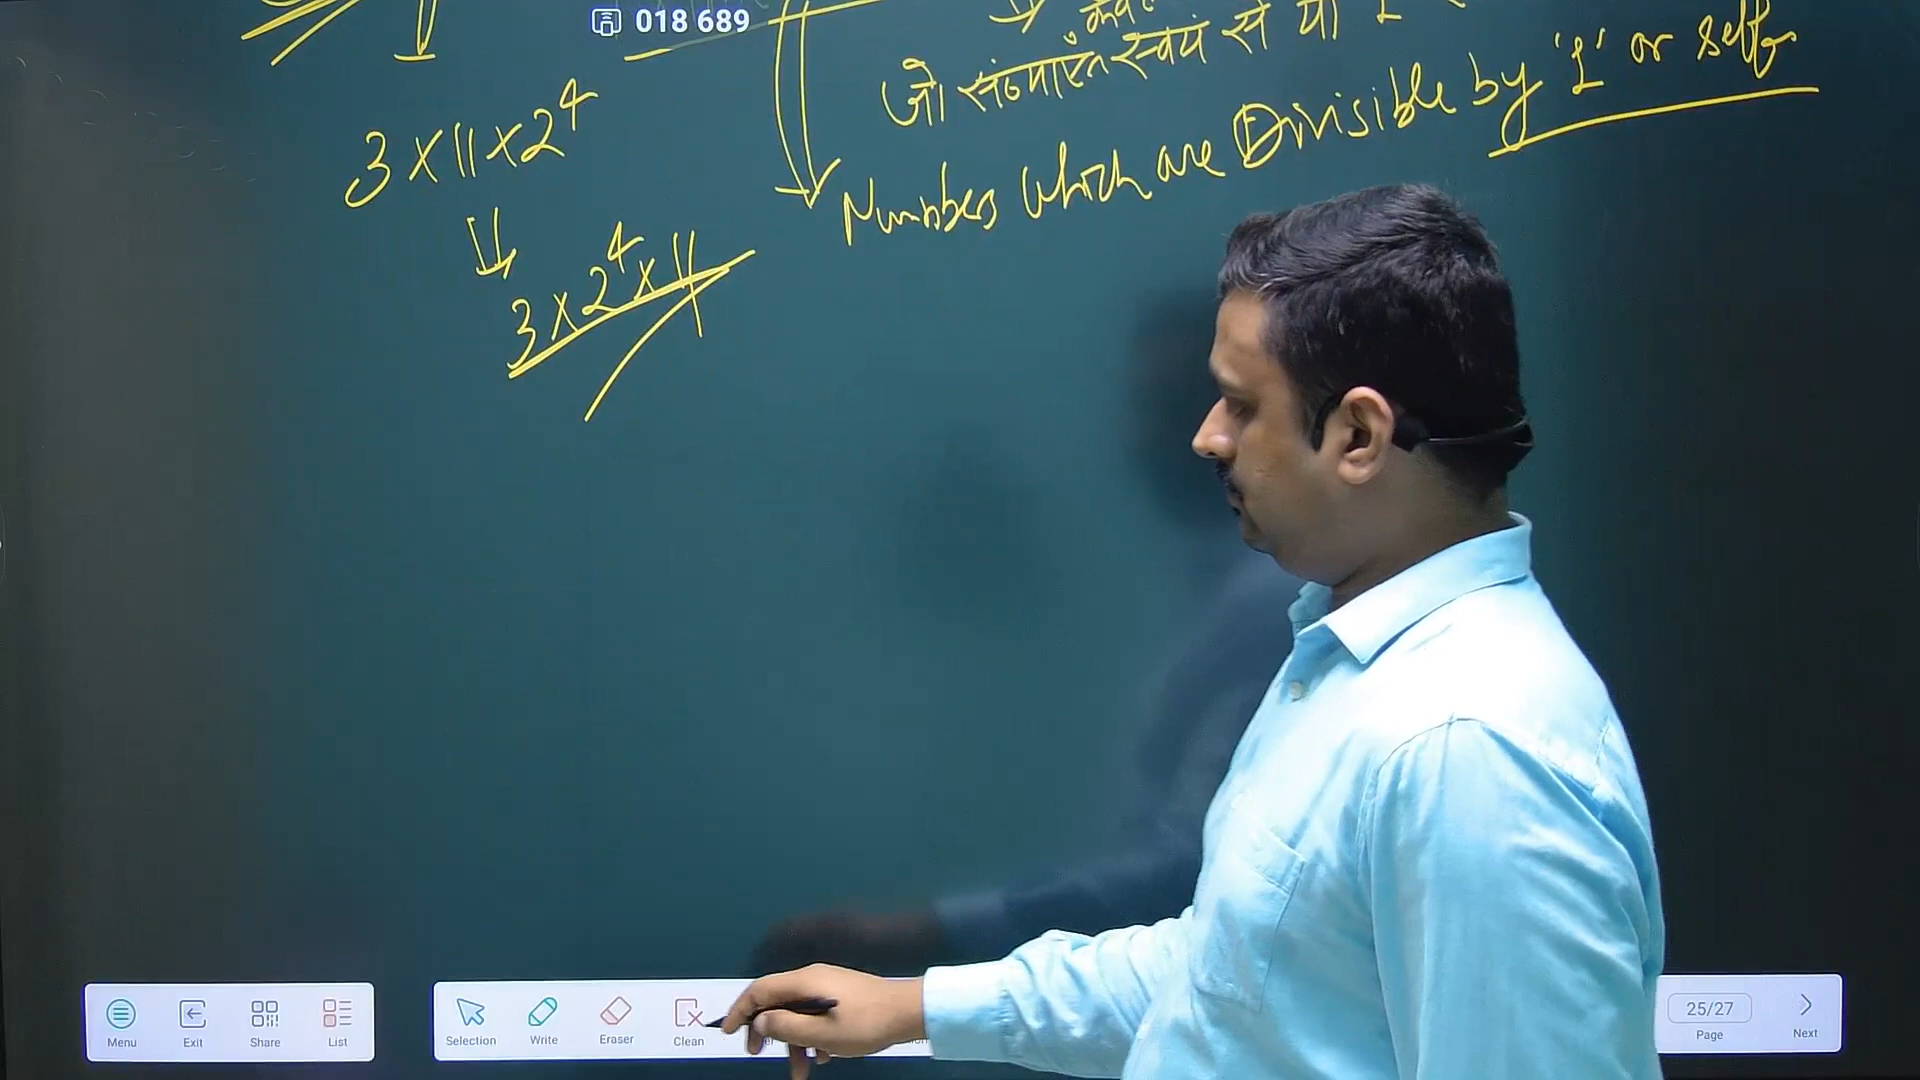 018 689
जो संख्याएं स्वयं से या 1
Numbers Which are Divisible by '1' or self
3 × 11 × 2⁴
3 × 2⁴ × 11
Menu Exit Share List
Selection Write Eraser Clean
25/27
Page Next